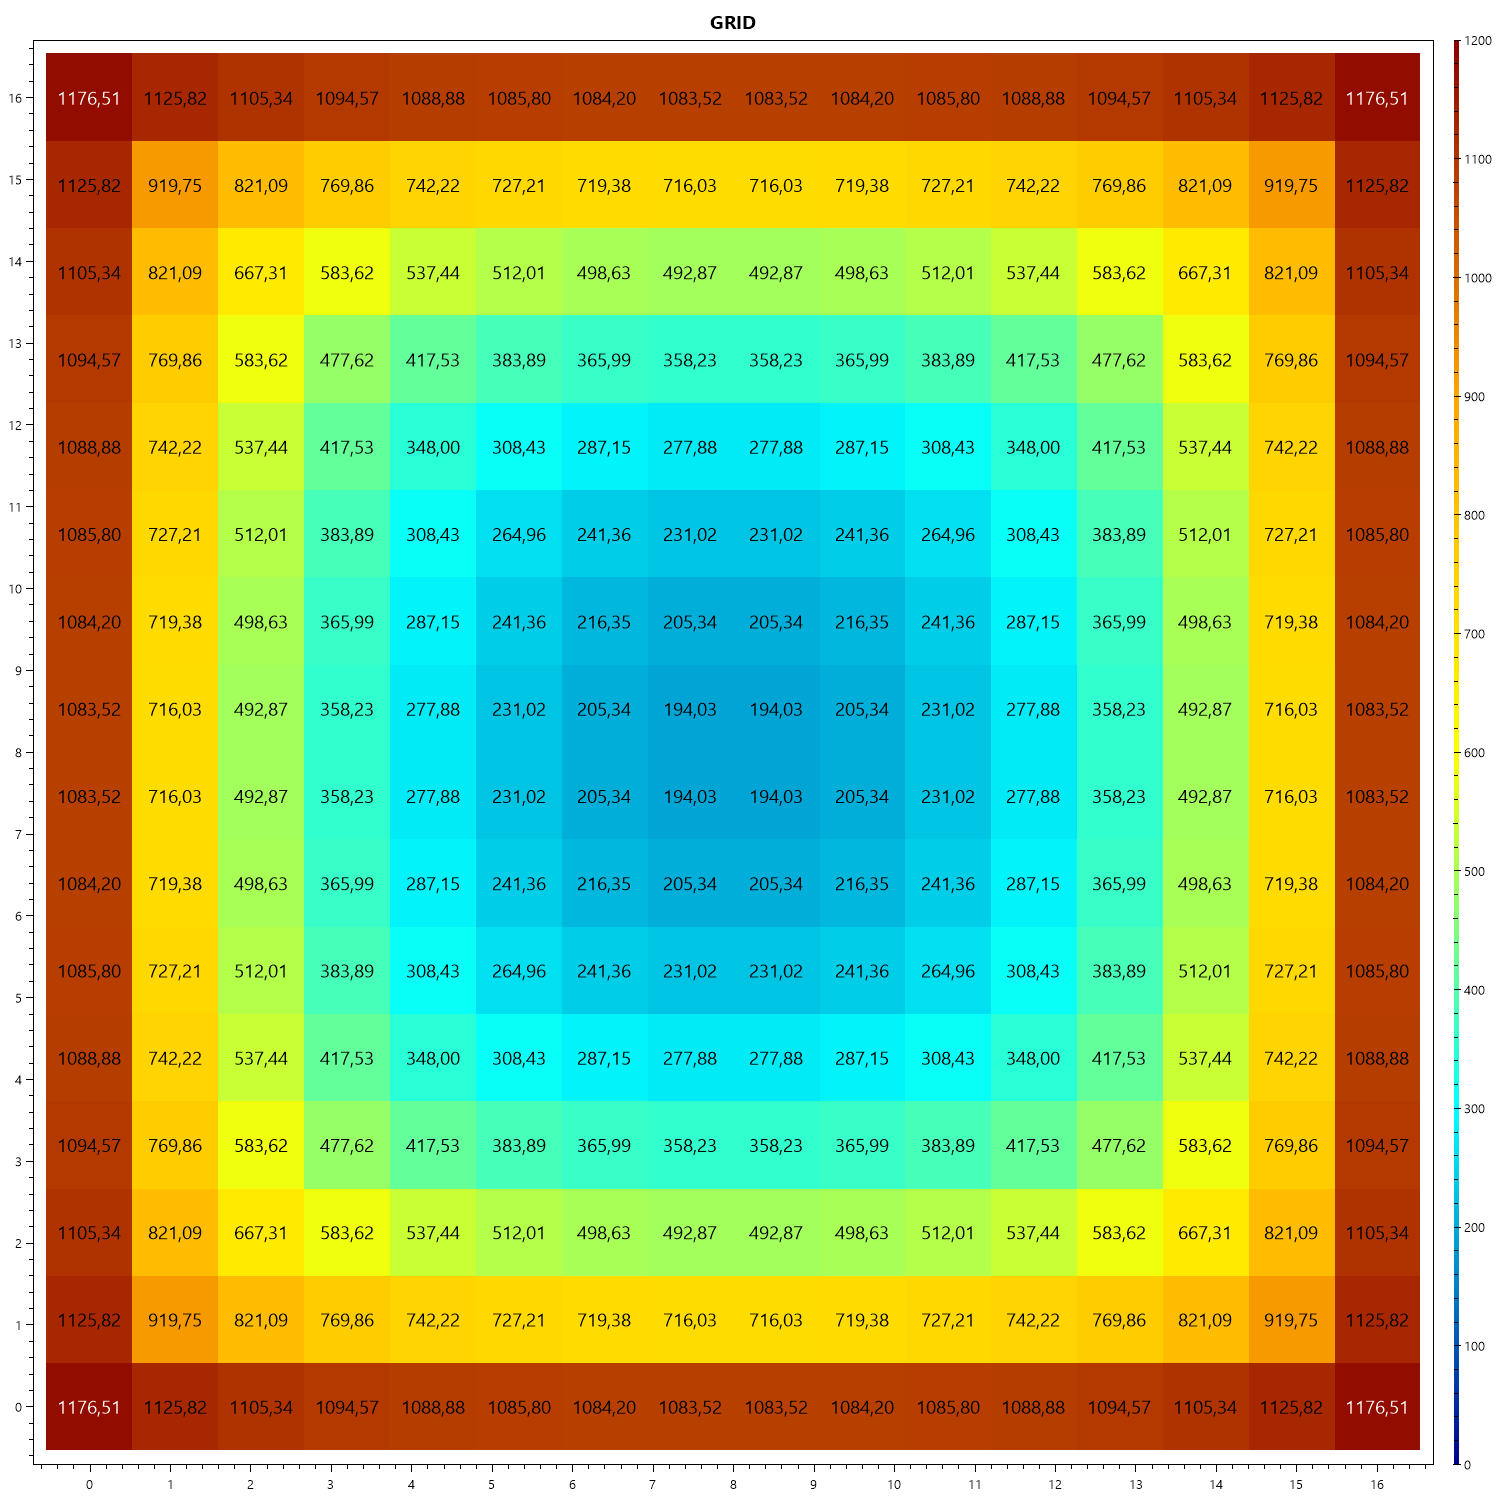 GRID
1200
16 1176,51 1125,82 1105,34 1094,57 1088,88 1085,80 1084,20 1083,52 1083,52 1084,20 1085,80 1088,88 1094,57 1105,34 1125,82 1176,51
1100
15 1125,82 919,75 821,09 769,86 742,22 727,21 719,38 716,03 716,03 719,38 727,21 742,22 769,86 821,09 919,75 1125,82
14 1105,34 821,09 667,31 583,62 537,44 512,01 498,63 492,87 492,87 498,63 512,01 537,44 583,62 667,31 821,09 1105,34
1000
13 1094,57 769,86 583,62 477,62 417,53 383,89 365,99 358,23 358,23 365,99 383,89 417,53 477,62 583,62 769,86 1094,57
900
12 1088,88 742,22 537,44 417,53 348,00 308,43 287,15 277,88 277,88 287,15 308,43 348,00 417,53 537,44 742,22 1088,88
11
800
1085,80 727,21 512,01 383,89 308,43 264,96 241,36 231,02 231,02 241,36 264,96 308,43 383,89 512,01 727,21 1085,80
10
1084,20 719,38 498,63 365,99 287,15 241,36 216,35 205,34 205,34 216,35 241,36 287,15 365,99 498,63 719,38 1084,20
700
9
1083,52 716,03 492,87 358,23 277,88 231,02 205,34 194,03 194,03 205,34 231,02 277,88 358,23 492,87 716,03 1083,52
8
600
1083,52 716,03 492,87 358,23 277,88 231,02 205,34 194,03 194,03 205,34 231,02 277,88 358,23 492,87 716,03 1083,52
7
500
1084,20 719,38 498,63 365,99 287,15 241,36 216,35 205,34 205,34 216,35 241,36 287,15 365,99 498,63 719,38 1084,20
6
1085,80 727,21 512,01 383,89 308,43 264,96 241,36 231,02 231,02 241,36 264,96 308,43 383,89 512,01 727,21 1085,80
400
5
1088,88 742,22 537,44 417,53 348,00 308,43 287,15 277,88 277,88 287,15 308,43 348,00 417,53 537,44 742,22 1088,88
4
300
1094,57 769,86 583,62 477,62 417,53 383,89 365,99 358,23 358,23 365,99 383,89 417,53 477,62 583,62 769,86 1094,57
3
200
2 1105,34 821,09 667,31 583,62 537,44 512,01 498,63 492,87 492,87 498,63 512,01 537,44 583,62 667,31 821,09 1105,34
1 1125,82 919,75 821,09 769,86 742,22 727,21 719,38 716,03 716,03 719,38 727,21 742,22 769,86 821,09 919,75 1125,82
100
0 1176,51 1125,82 1105,34 1094,57 1088,88 1085,80 1084,20 1083,52 1083,52 1084,20 1085,80 1088,88 1094,57 1105,34 1125,82 1176,51
0
0 1 2 3 4 5 6 7 8 9 10 11 12 13 14 15 16